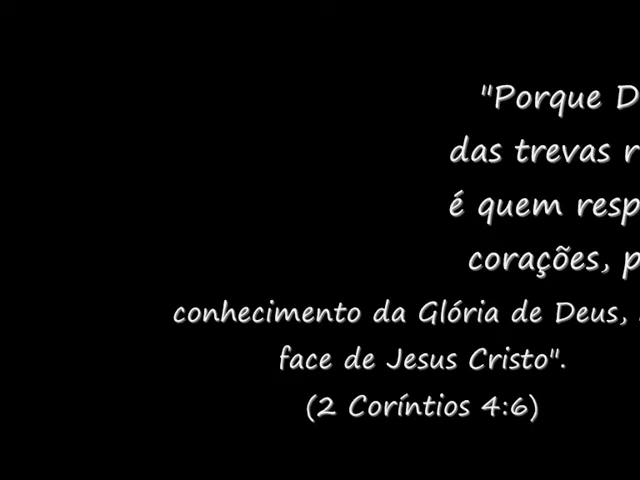 "Porque
das trevas
é quem
corações,
conhecimento da Glória de Deus,
face de Jesus Cristo".
(2 Coríntios 4:6)